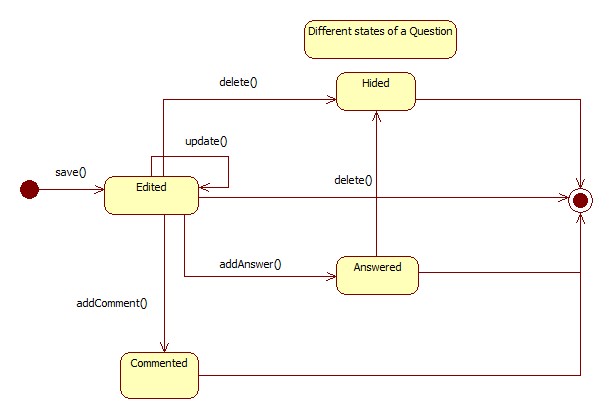 Different states of a Question
delete()
Hided
update()
save()
Edited
delete()
addAnswer()
Answered
addComment()
Commented